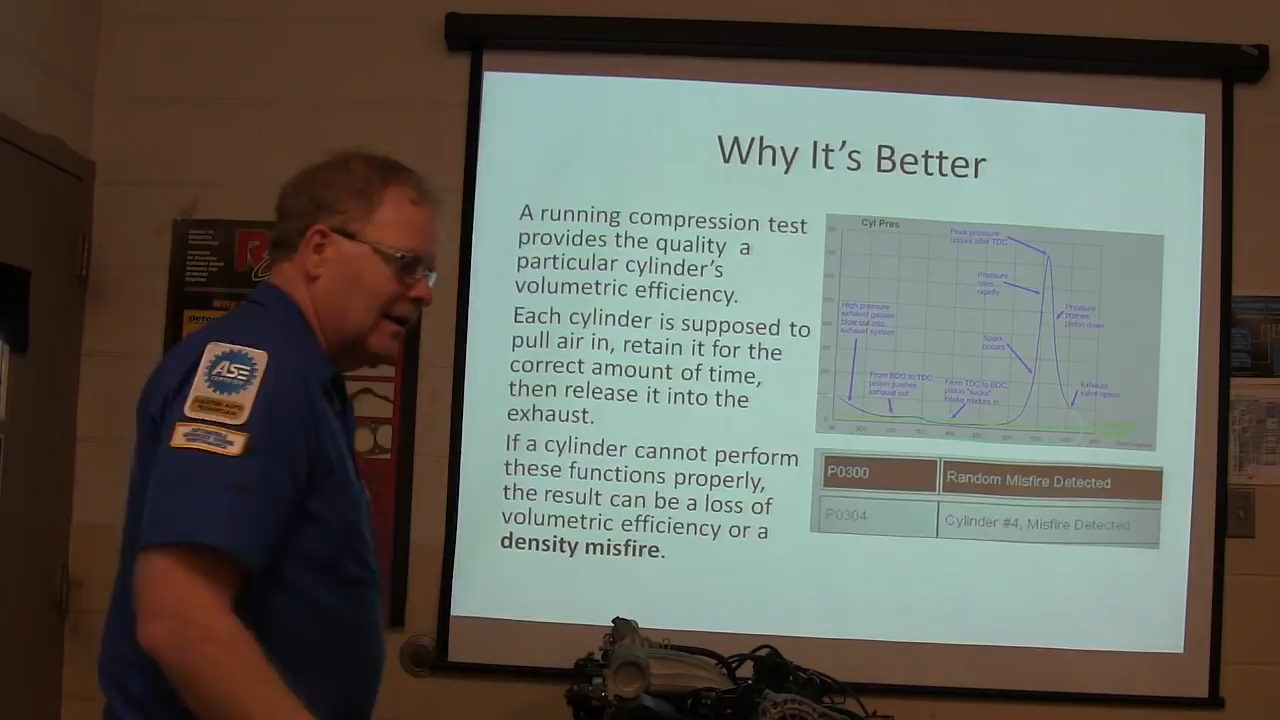 Why It's Better
A running compression test
provides the quality a
particular cylinder's
volumetric efficiency.
Each cylinder is supposed to
pull air in, retain it for the
correct amount of time,
then release it into the
exhaust.
If a cylinder cannot perform
these functions properly,
the result can be a loss of
volumetric efficiency or a
density misfire.
Cyl Pres
Peak pressure
occurs after TDC
Pressure
rises
rapidly
Pressure
pushes
piston down
High pressure
exhaust gasses
blow out into
exhaust system
Spark
occurs
From BDC to TDC,
piston pushes
exhaust out
From TDC to BDC,
piston "sucks"
intake mixture in
Exhaust
valve opens
P0300 Random Misfire Detected
P0304 Cylinder #4, Misfire Detected
ASE
CERTIFIED